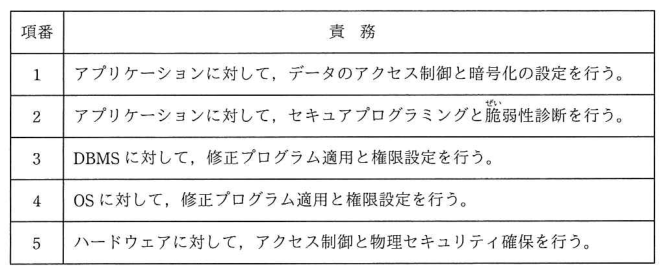 項番 責務
1 アプリケーションに対して，データのアクセス制御と暗号化の設定を行う。
2 アプリケーションに対して，セキュアプログラミングと脆弱性診断を行う。
ぜい
3 DBMS に対して，修正プログラム適用と権限設定を行う。
4 OS に対して，修正プログラム適用と権限設定を行う。
5 ハードウェアに対して，アクセス制御と物理セキュリティ確保を行う。